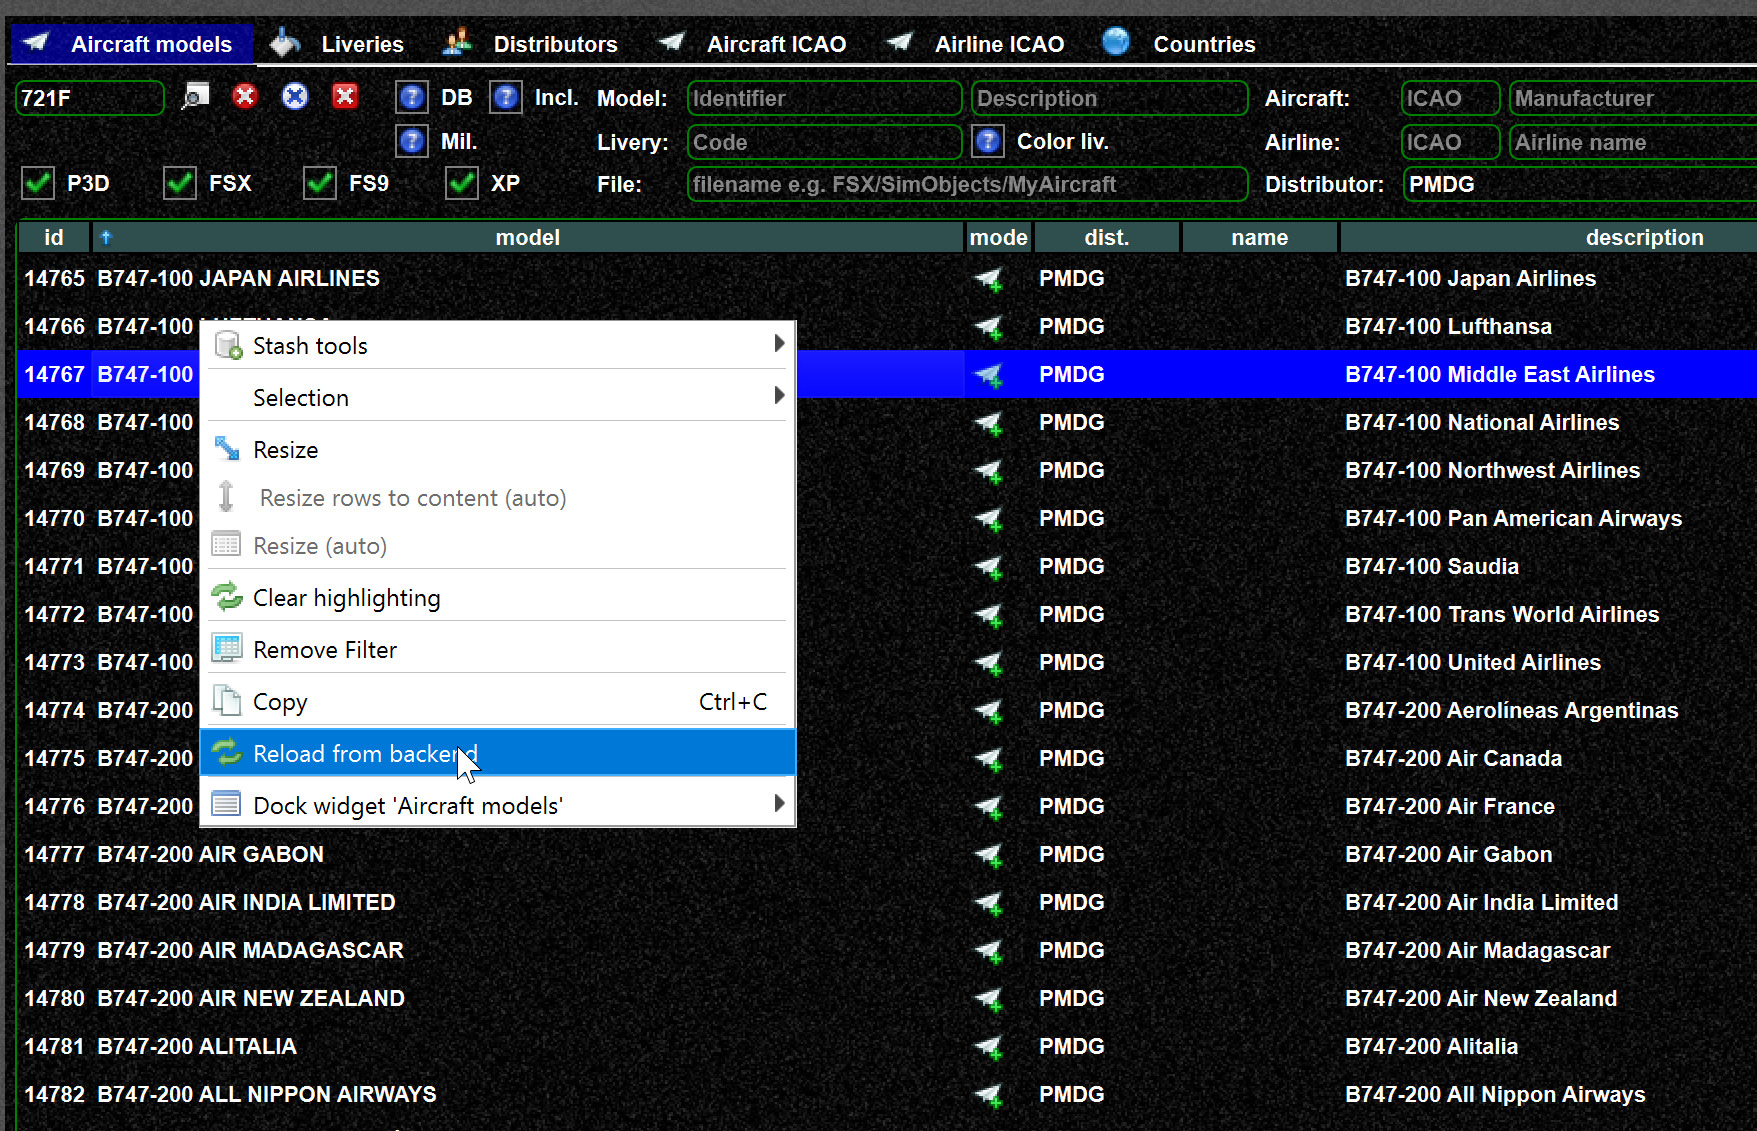 Aircraft models Liveries Distributors Aircraft ICAO Airline ICAO Countries
721F DB Incl. Model: Identifier Description Aircraft: ICAO Manufacturer
Mil. Livery: Code Color liv. Airline: ICAO Airline name
P3D FSX FS9 XP File: filename e.g. FSX/SimObjects/MyAircraft Distributor: PMDG
id model mode dist. name description
14765 B747-100 JAPAN AIRLINES PMDG B747-100 Japan Airlines
14766 B747-100 PMDG B747-100 Lufthansa
Stash tools
14767 B747-100 PMDG B747-100 Middle East Airlines
Selection
14768 B747-100 PMDG B747-100 National Airlines
Resize
14769 B747-100 PMDG B747-100 Northwest Airlines
Resize rows to content (auto)
14770 B747-100 PMDG B747-100 Pan American Airways
Resize (auto)
14771 B747-100 PMDG B747-100 Saudia
Clear highlighting
14772 B747-100 PMDG B747-100 Trans World Airlines
Remove Filter
14773 B747-100 PMDG B747-100 United Airlines
Copy Ctrl+C
14774 B747-200 PMDG B747-200 Aerolíneas Argentinas
Reload from backend
14775 B747-200 PMDG B747-200 Air Canada
Dock widget 'Aircraft models'
14776 B747-200 PMDG B747-200 Air France
14777 B747-200 AIR GABON PMDG B747-200 Air Gabon
14778 B747-200 AIR INDIA LIMITED PMDG B747-200 Air India Limited
14779 B747-200 AIR MADAGASCAR PMDG B747-200 Air Madagascar
14780 B747-200 AIR NEW ZEALAND PMDG B747-200 Air New Zealand
14781 B747-200 ALITALIA PMDG B747-200 Alitalia
14782 B747-200 ALL NIPPON AIRWAYS PMDG B747-200 All Nippon Airways